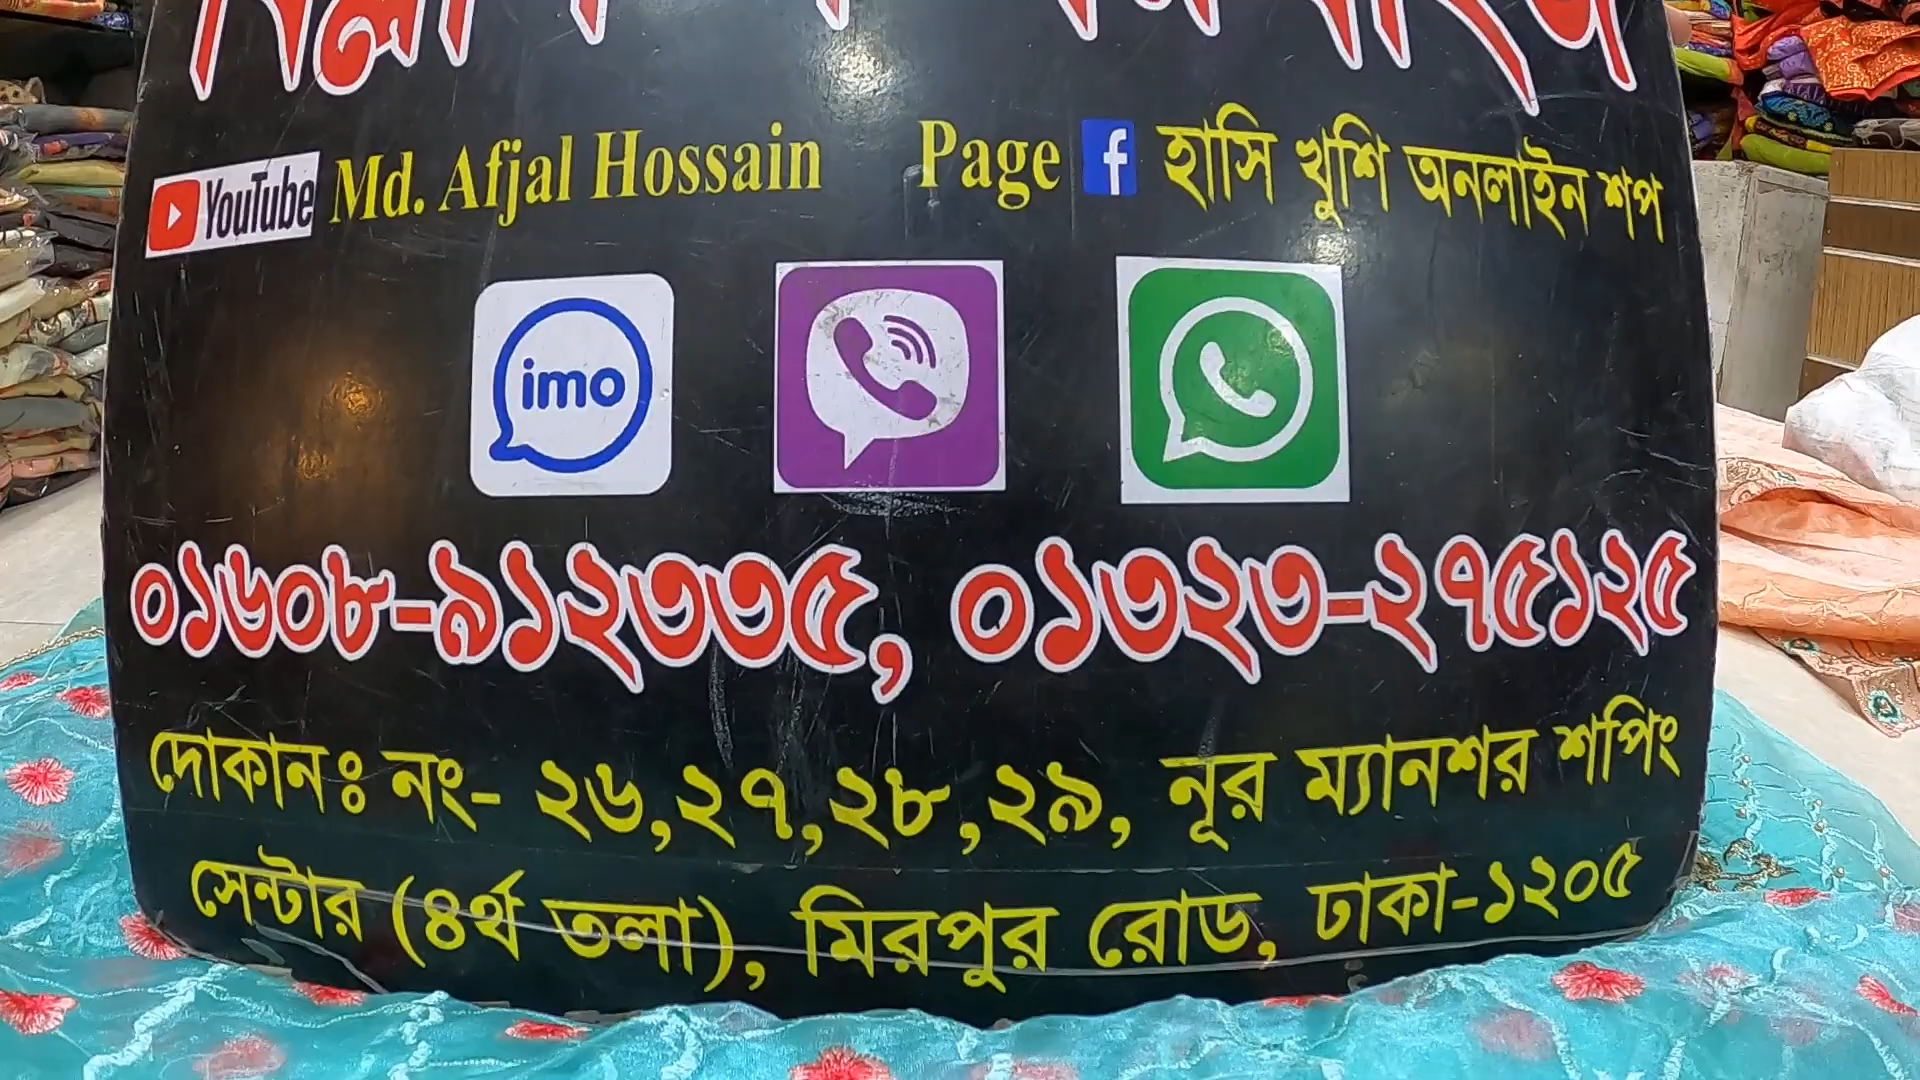 YouTube Md. Afjal Hossain Page f হাসি খুশি অনলাইন শপ
imo
০১৬০৮-৯১২৩৩৫, ০১৩২৩-২৭৫১২৫
দোকানঃ নং- ২৬,২৭,২৮,২৯, নূর ম্যানশর শপিং
সেন্টার (৪র্থ তলা), মিরপুর রোড, ঢাকা-১২০৫